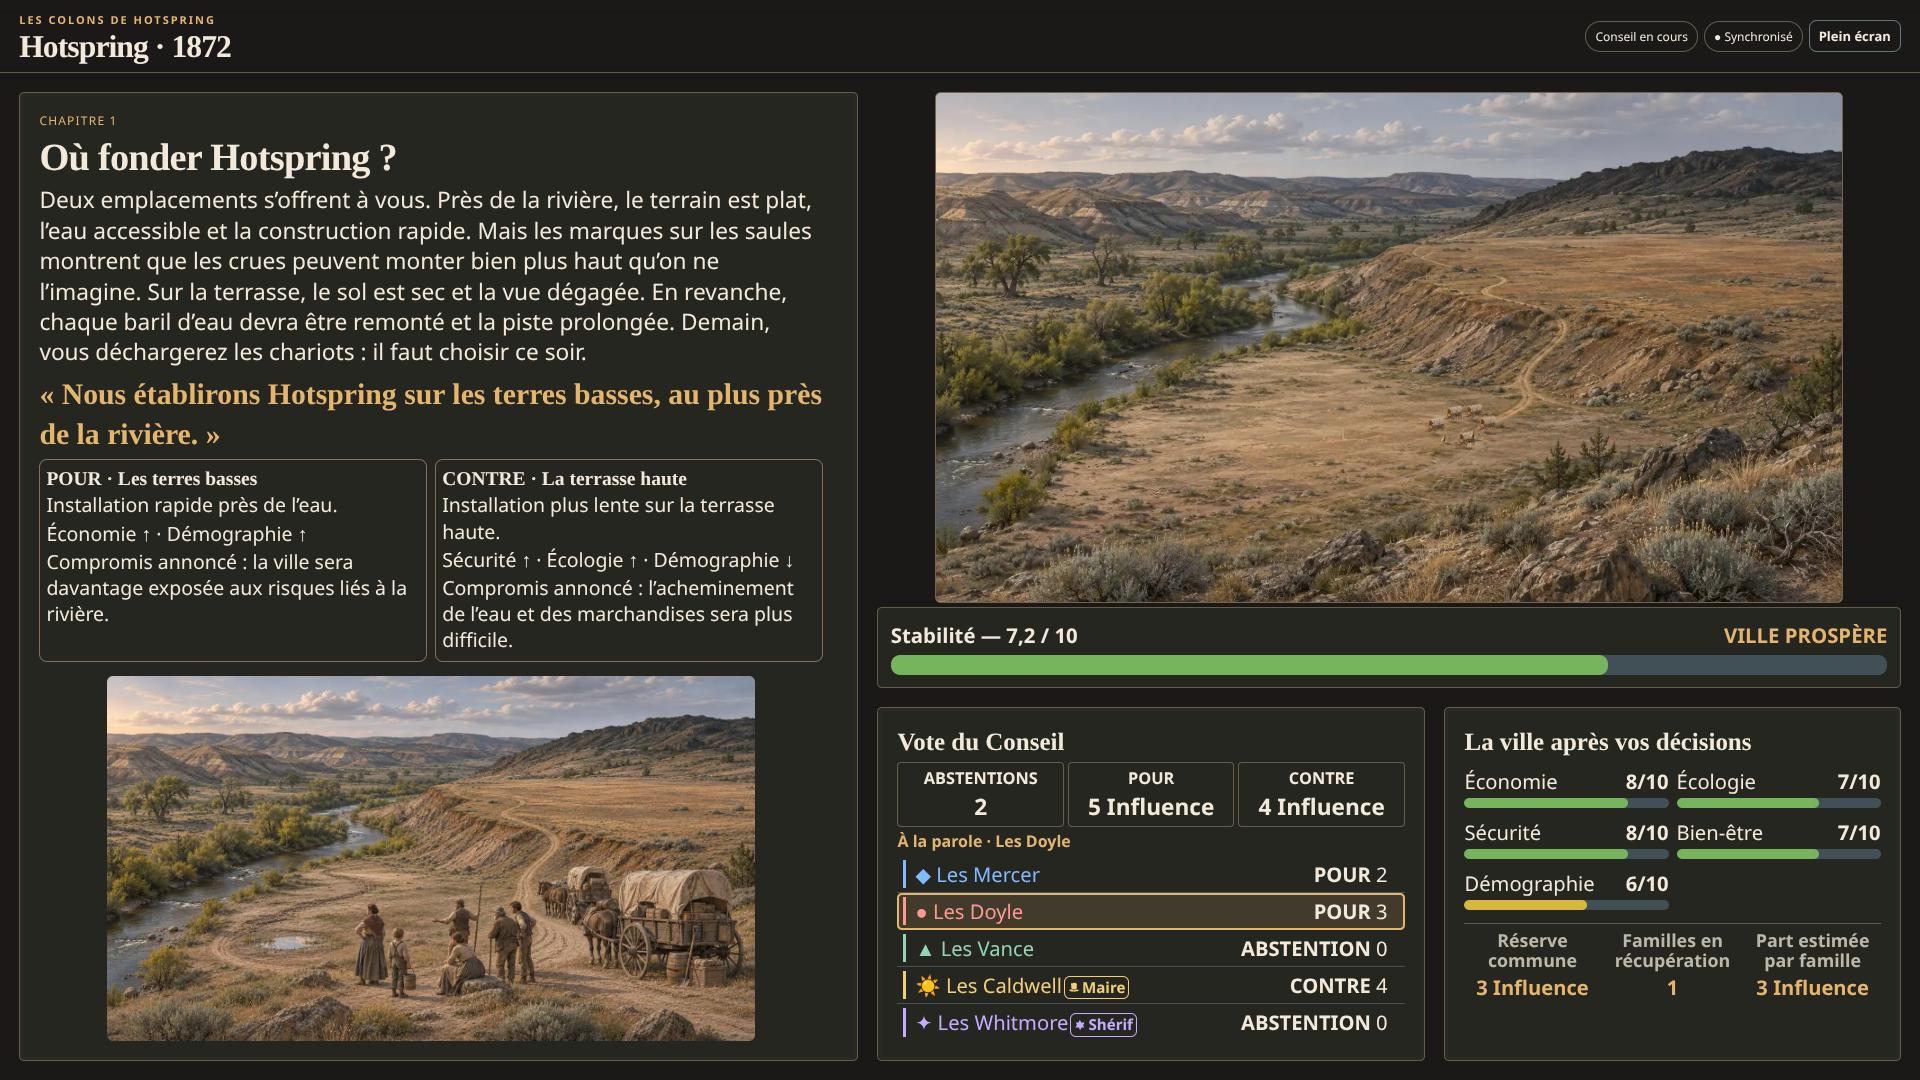 LES COLONS DE HOTSPRING
Hotspring · 1872
Conseil en cours
● Synchronisé
Plein écran
CHAPITRE 1
Où fonder Hotspring ?
Deux emplacements s’offrent à vous. Près de la rivière, le terrain est plat,
l’eau accessible et la construction rapide. Mais les marques sur les saules
montrent que les crues peuvent monter bien plus haut qu’on ne
l’imagine. Sur la terrasse, le sol est sec et la vue dégagée. En revanche,
chaque baril d’eau devra être remonté et la piste prolongée. Demain,
vous déchargerez les chariots : il faut choisir ce soir.
« Nous établirons Hotspring sur les terres basses, au plus près
de la rivière. »
POUR · Les terres basses
Installation rapide près de l’eau.
Économie ↑ · Démographie ↑
Compromis annoncé : la ville sera
davantage exposée aux risques liés à la
rivière.
CONTRE · La terrasse haute
Installation plus lente sur la terrasse
haute.
Sécurité ↑ · Écologie ↑ · Démographie ↓
Compromis annoncé : l’acheminement
de l’eau et des marchandises sera plus
difficile.
Stabilité — 7,2 / 10
VILLE PROSPÈRE
Vote du Conseil
ABSTENTIONS
2
POUR
5 Influence
CONTRE
4 Influence
À la parole · Les Doyle
◆ Les Mercer POUR 2
● Les Doyle POUR 3
▲ Les Vance ABSTENTION 0
☀ Les Caldwell Maire CONTRE 4
✦ Les Whitmore Shérif ABSTENTION 0
La ville après vos décisions
Économie 8/10
Écologie 7/10
Sécurité 8/10
Bien-être 7/10
Démographie 6/10
Réserve
commune
3 Influence
Familles en
récupération
1
Part estimée
par famille
3 Influence